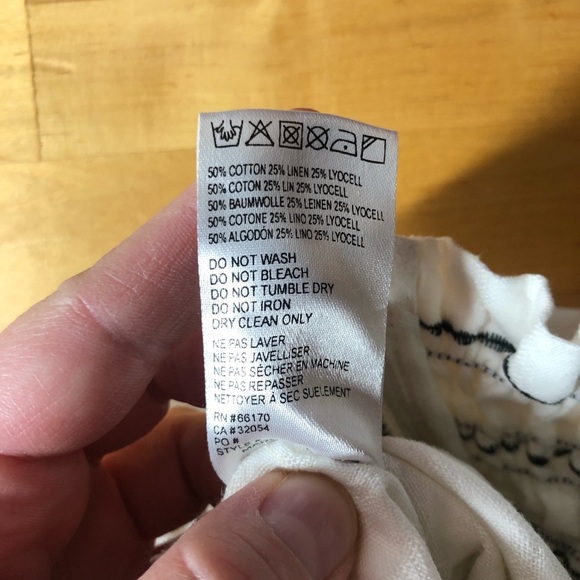 50% COTTON 25% LINEN 25% LYOCELL
50% COTON 25% LIN 25% LYOCELL
50% BAUMWOLLE 25% LEINEN 25% LYOCELL
50% COTONE 25% LINO 25% LYOCELL
50% ALGODÓN 25% LINO 25% LYOCELL
DO NOT WASH
DO NOT BLEACH
DO NOT TUMBLE DRY
DO NOT IRON
DRY CLEAN ONLY
NE PAS LAVER
NE PAS JAVELLISER
NE PAS SÉCHER EN MACHINE
NE PAS REPASSER
NETTOYER À SEC SUELEMENT
RN #66170
CA #32054
PO #
STYLE